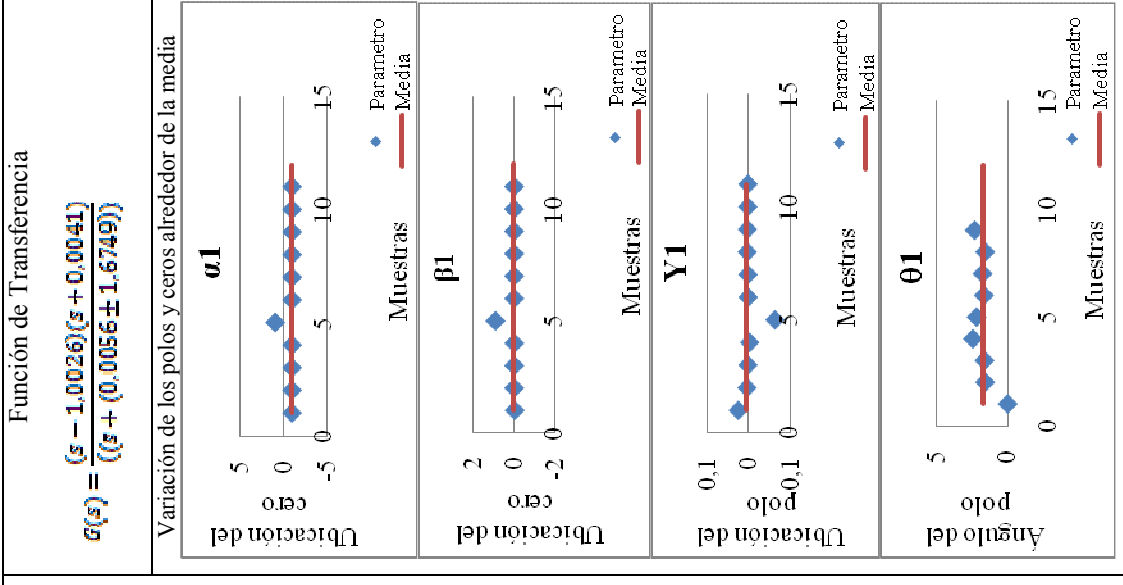 Función de Transferencia
G(s) = (s − 1,0026)(s + 0,0041)
((s + (0,0056 ± 1,6749))
Variación de los polos y ceros alrededor de la media
α1
Ubicación del
cero
5
0
-5
0
5
10
15
Muestras
Parametro
Media
β1
Ubicación del
cero
2
0
-2
0
5
10
15
Muestras
Parametro
Media
Y1
Ubicación del
polo
0,1
0
-0,1
0
5
10
15
Muestras
Parametro
Media
θ1
Ángulo del
polo
5
0
0
5
10
15
Muestras
Parametro
Media